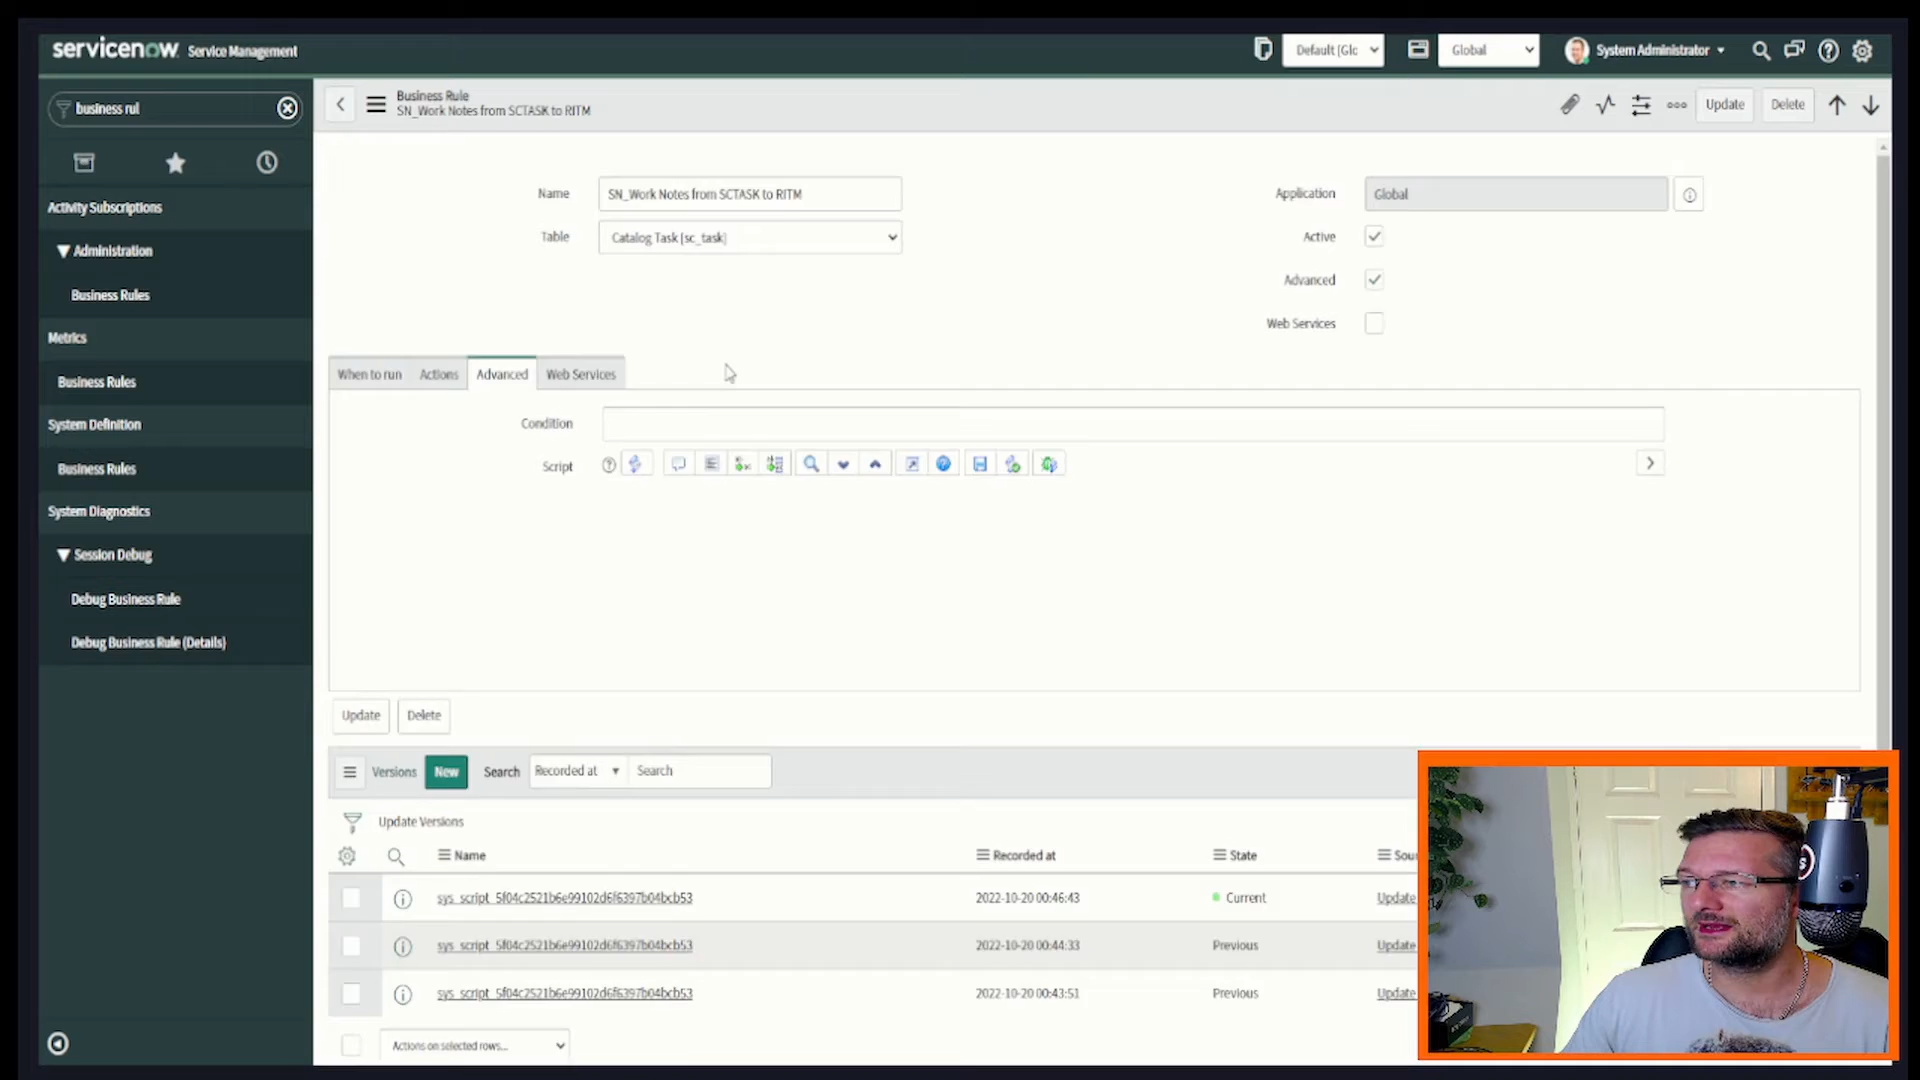 servicenow Service Management
Default [Glc
Global
System Administrator
business rul
Business Rule
SN_Work Notes from SCTASK to RITM
Update
Delete
Activity Subscriptions
Administration
Business Rules
Metrics
Business Rules
System Definition
Business Rules
System Diagnostics
Session Debug
Debug Business Rule
Debug Business Rule (Details)
Name
SN_Work Notes from SCTASK to RITM
Application
Global
Table
Catalog Task [sc_task]
Active
Advanced
Web Services
When to run
Actions
Advanced
Web Services
Condition
Script
Update
Delete
Versions
New
Search
Recorded at
Search
Update Versions
Name
Recorded at
State
Sour
sys_script_5f04c2521b6e99102d6f6397b04bcb53
2022-10-20 00:46:43
Current
Update
sys_script_5f04c2521b6e99102d6f6397b04bcb53
2022-10-20 00:44:33
Previous
Update
sys_script_5f04c2521b6e99102d6f6397b04bcb53
2022-10-20 00:43:51
Previous
Update
Actions on selected rows...